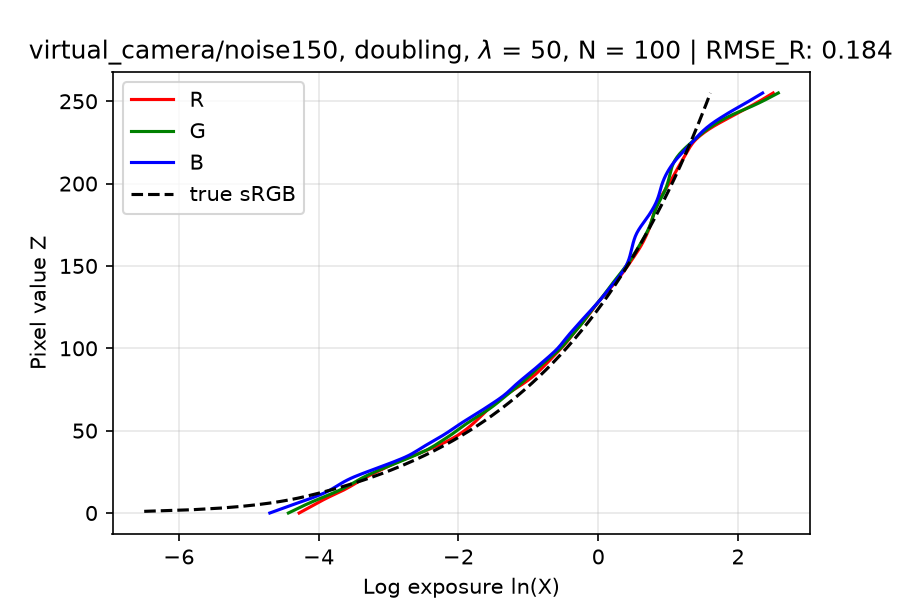 virtual_camera/noise150, doubling, λ = 50, N = 100 | RMSE_R: 0.184
R
G
B
true sRGB
250
200
150
100
50
0
Pixel value Z
−6
−4
−2
0
2
Log exposure ln(X)